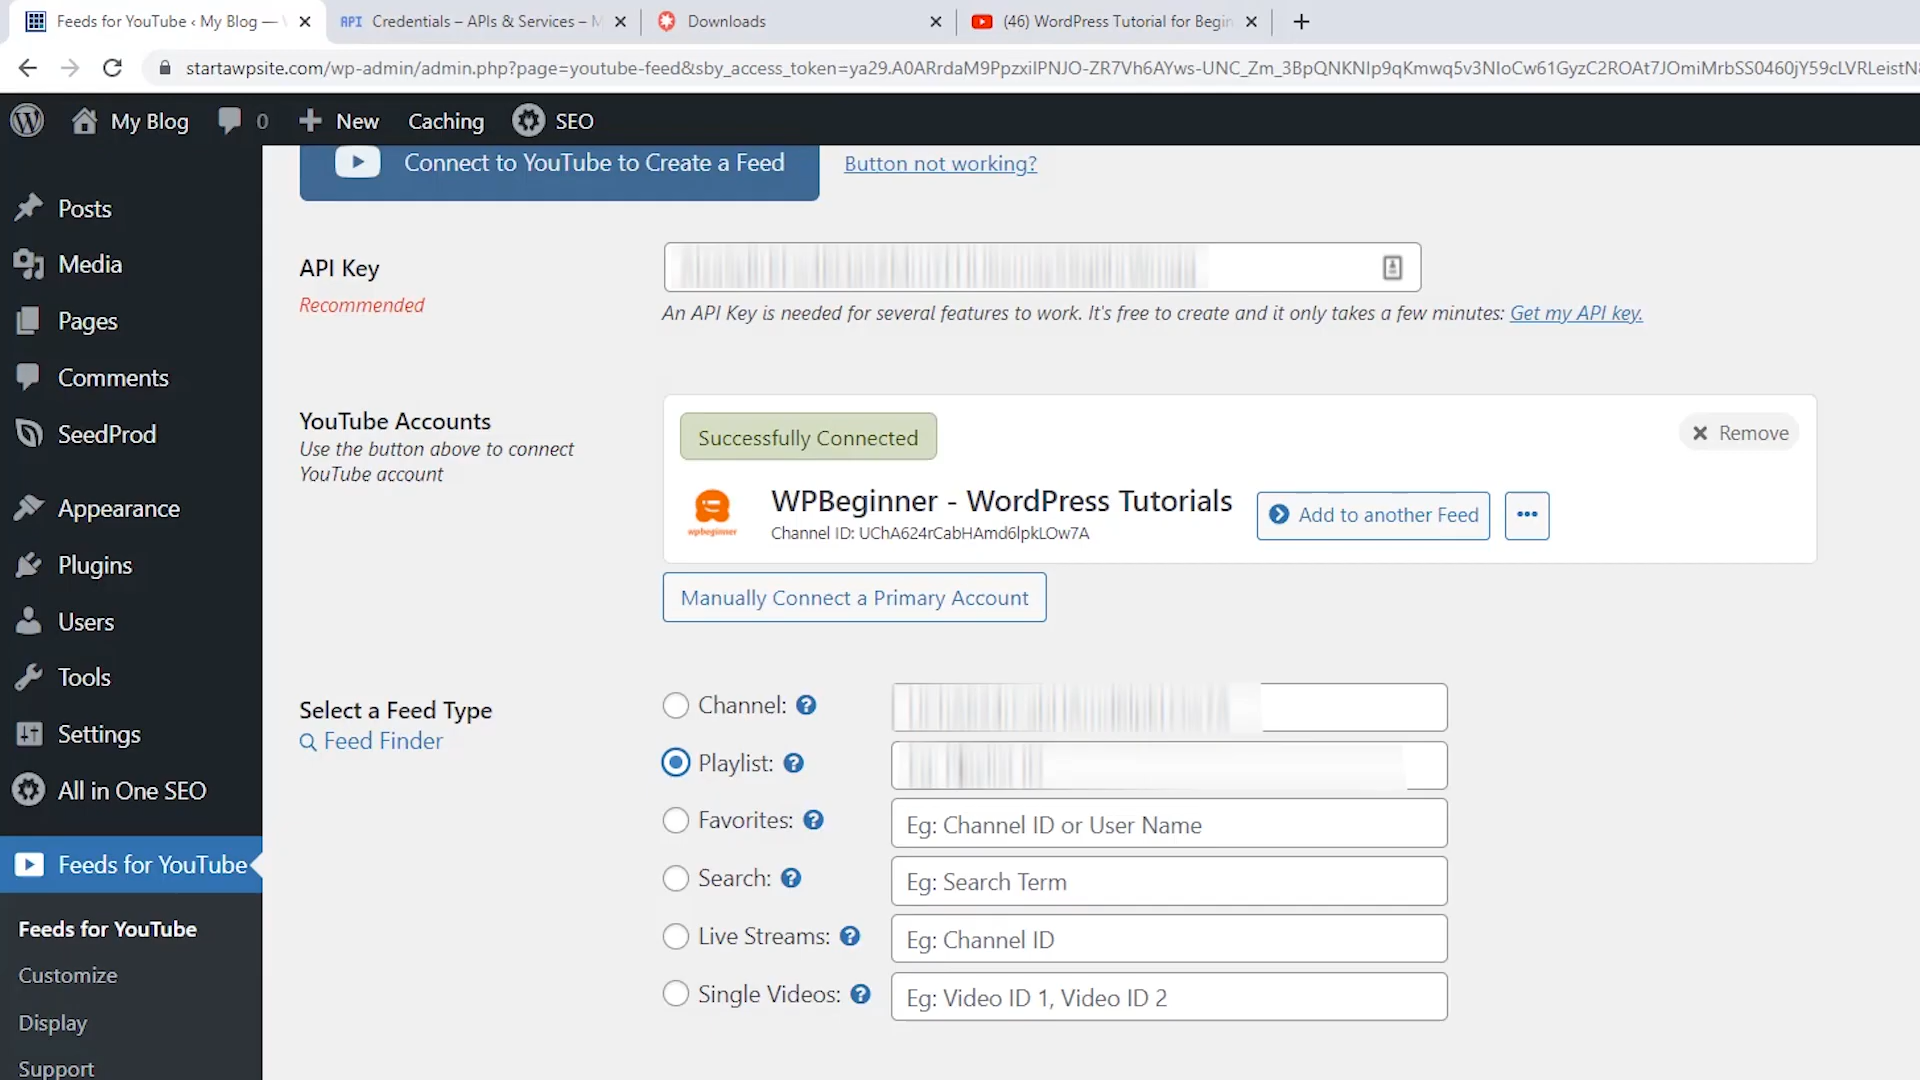 Feeds for YouTube ‹ My Blog —
API Credentials – APIs & Services –
Downloads
(46) WordPress Tutorial for Begin
startawpsite.com/wp-admin/admin.php?page=youtube-feed&sby_access_token=ya29.A0ARrdaM9PpzxiIPNJO-ZR7Vh6AYws-UNC_Zm_3BpQNKNIp9qKmwq5v3NIoCw61GyzC2ROAt7JOmiMrbSS0460jY59cLVRLeistN
My Blog
0
New
Caching
SEO
Connect to YouTube to Create a Feed
Button not working?
Posts
Media
Pages
Comments
SeedProd
Appearance
Plugins
Users
Tools
Settings
All in One SEO
Feeds for YouTube
Feeds for YouTube
Customize
Display
Support
API Key
Recommended
An API Key is needed for several features to work. It's free to create and it only takes a few minutes: Get my API key.
YouTube Accounts
Use the button above to connect
YouTube account
Successfully Connected
Remove
wpbeginner
WPBeginner - WordPress Tutorials
Channel ID: UChA624rCabHAmd6lpkLOw7A
Add to another Feed
Manually Connect a Primary Account
Select a Feed Type
Feed Finder
Channel:
Playlist:
Favorites:
Eg: Channel ID or User Name
Search:
Eg: Search Term
Live Streams:
Eg: Channel ID
Single Videos:
Eg: Video ID 1, Video ID 2